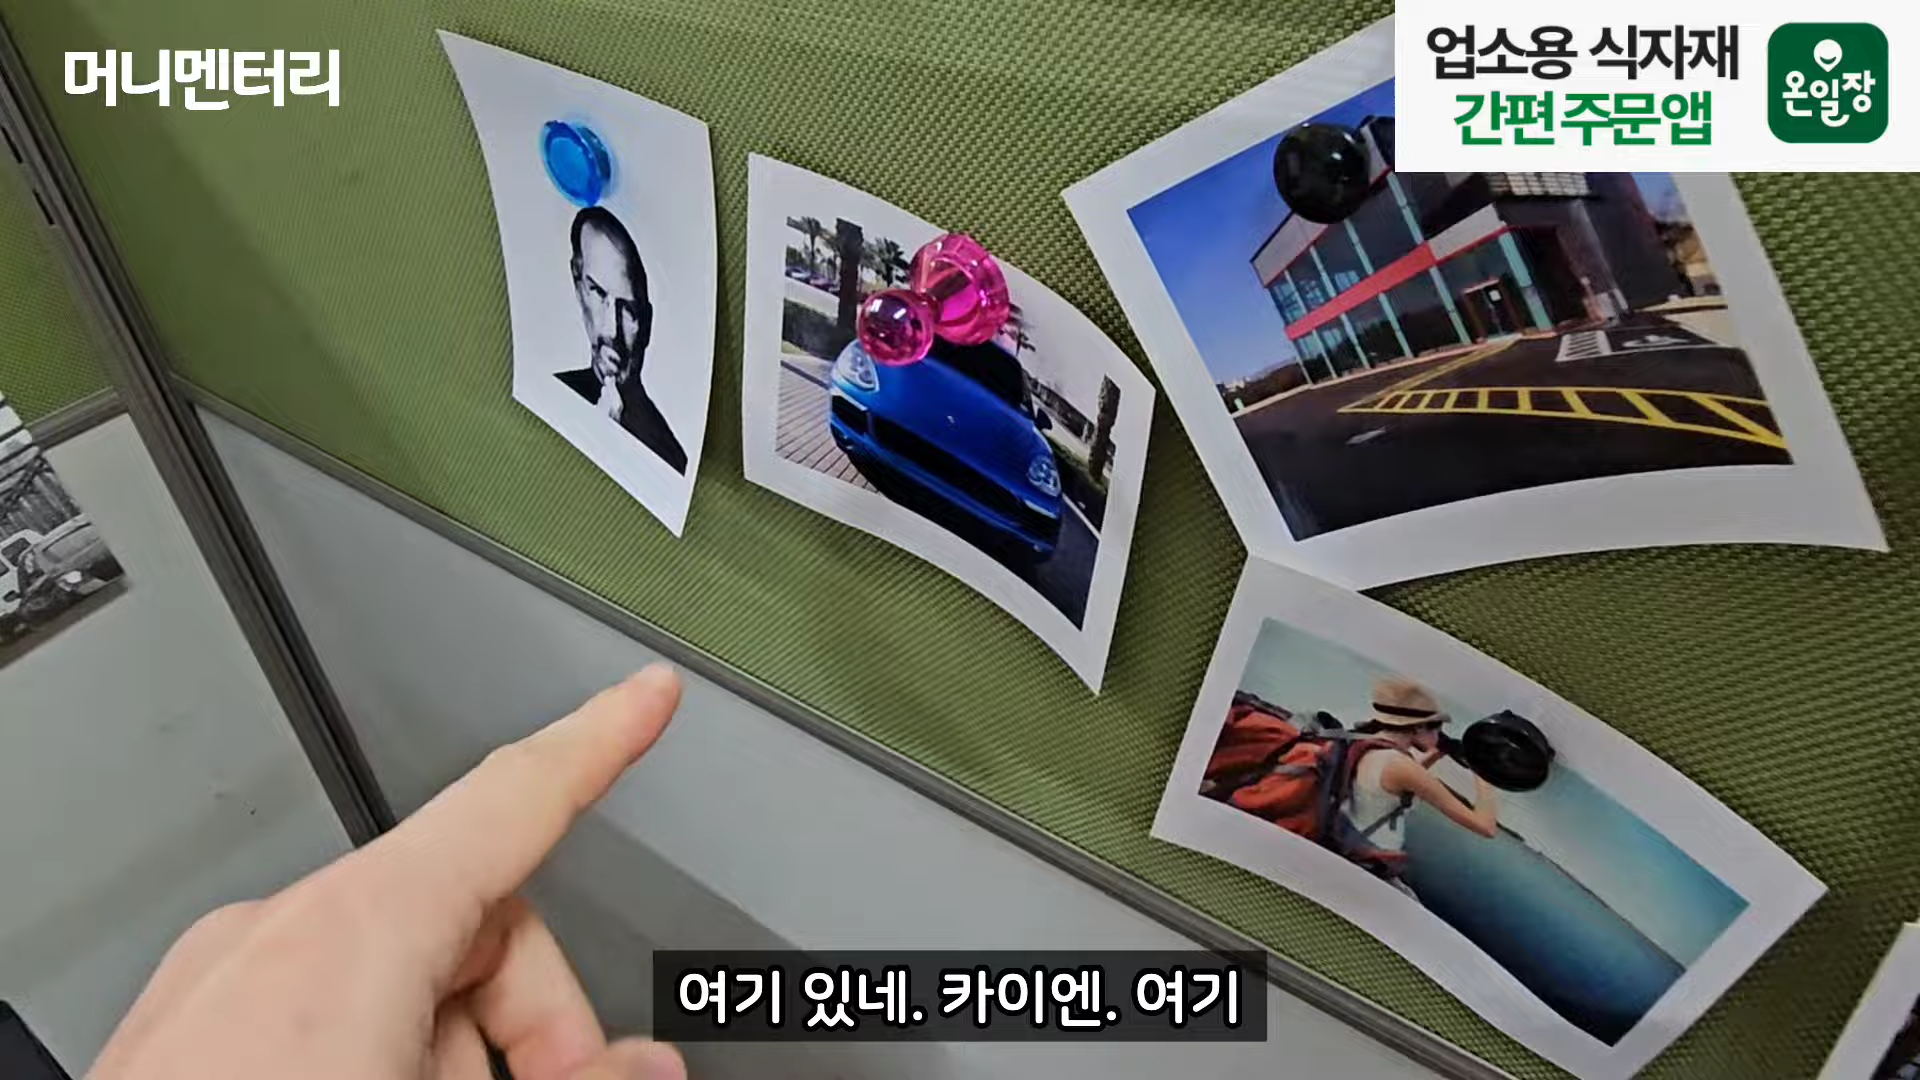 머니멘터리
업소용 식자재
간편 주문 앱
온일장
여기 있네. 카이엔. 여기